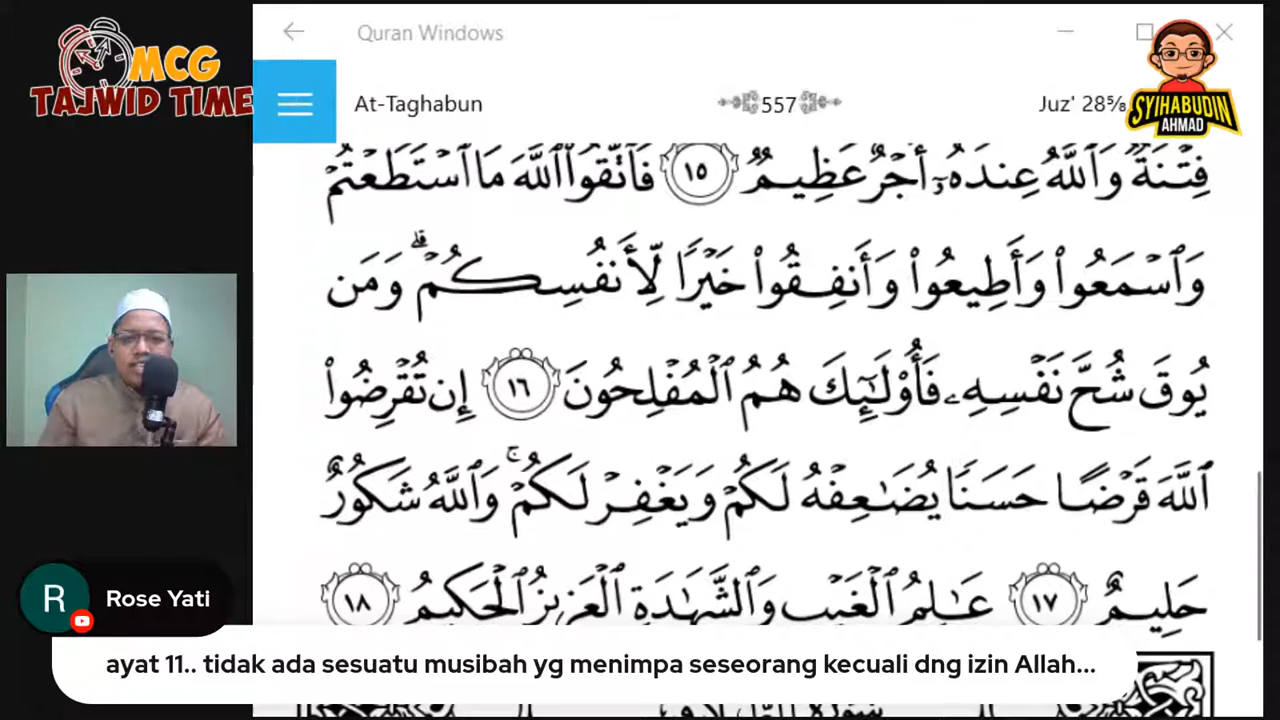 MCG
TAJWID TIME
Quran Windows
SYIHABUDIN
AHMAD
At-Taghabun
557
Juz' 28⅝
فِتۡنَةٞۚ وَٱللَّهُ عِندَهُۥٓ أَجۡرٌ عَظِيمٞ ١٥ فَٱتَّقُواْ ٱللَّهَ مَا ٱسۡتَطَعۡتُمۡ
وَٱسۡمَعُواْ وَأَطِيعُواْ وَأَنفِقُواْ خَيۡرٗا لِّأَنفُسِكُمۡۗ وَمَن
يُوقَ شُحَّ نَفۡسِهِۦ فَأُوْلَٰٓئِكَ هُمُ ٱلۡمُفۡلِحُونَ ١٦ إِن تُقۡرِضُواْ
ٱللَّهَ قَرۡضًا حَسَنٗا يُضَٰعِفۡهُ لَكُمۡ وَيَغۡفِرۡ لَكُمۡۚ وَٱللَّهُ شَكُورٌ
حَلِيمٌ ١٧ عَٰلِمُ ٱلۡغَيۡبِ وَٱلشَّهَٰدَةِ ٱلۡعَزِيزُ ٱلۡحَكِيمُ ١٨
R
Rose Yati
ayat 11.. tidak ada sesuatu musibah yg menimpa seseorang kecuali dng izin Allah...